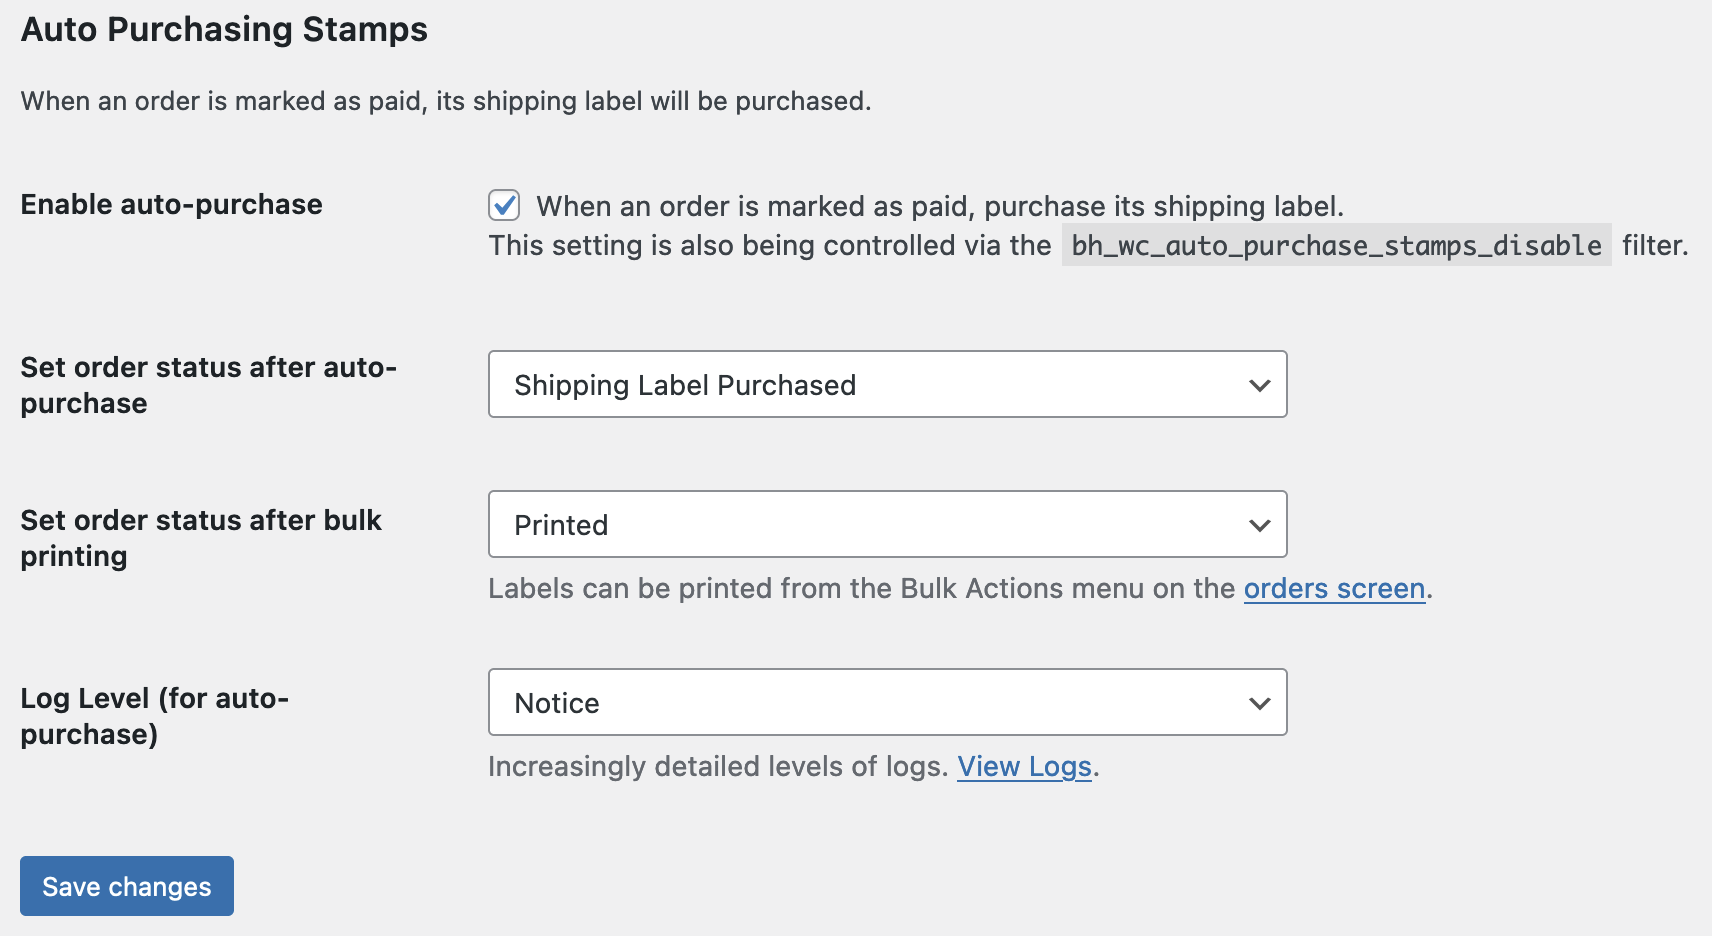 Auto Purchasing Stamps
When an order is marked as paid, its shipping label will be purchased.
Enable auto-purchase
When an order is marked as paid, purchase its shipping label.
This setting is also being controlled via the bh_wc_auto_purchase_stamps_disable filter.
Set order status after auto-
purchase
Shipping Label Purchased
Set order status after bulk
printing
Printed
Labels can be printed from the Bulk Actions menu on the orders screen.
Log Level (for auto-
purchase)
Notice
Increasingly detailed levels of logs. View Logs.
Save changes